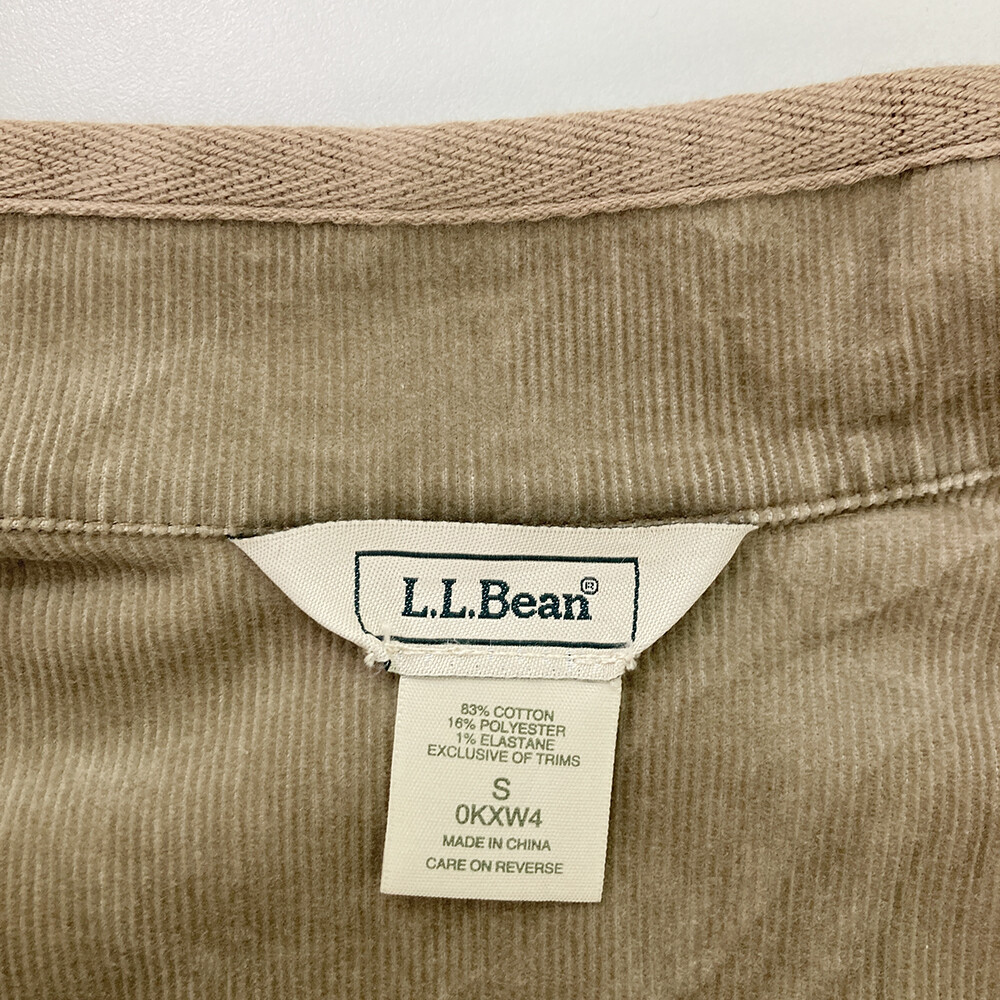 L.L.Bean®
83% COTTON
16% POLYESTER
1% ELASTANE
EXCLUSIVE OF TRIMS
S
0KXW4
MADE IN CHINA
CARE ON REVERSE